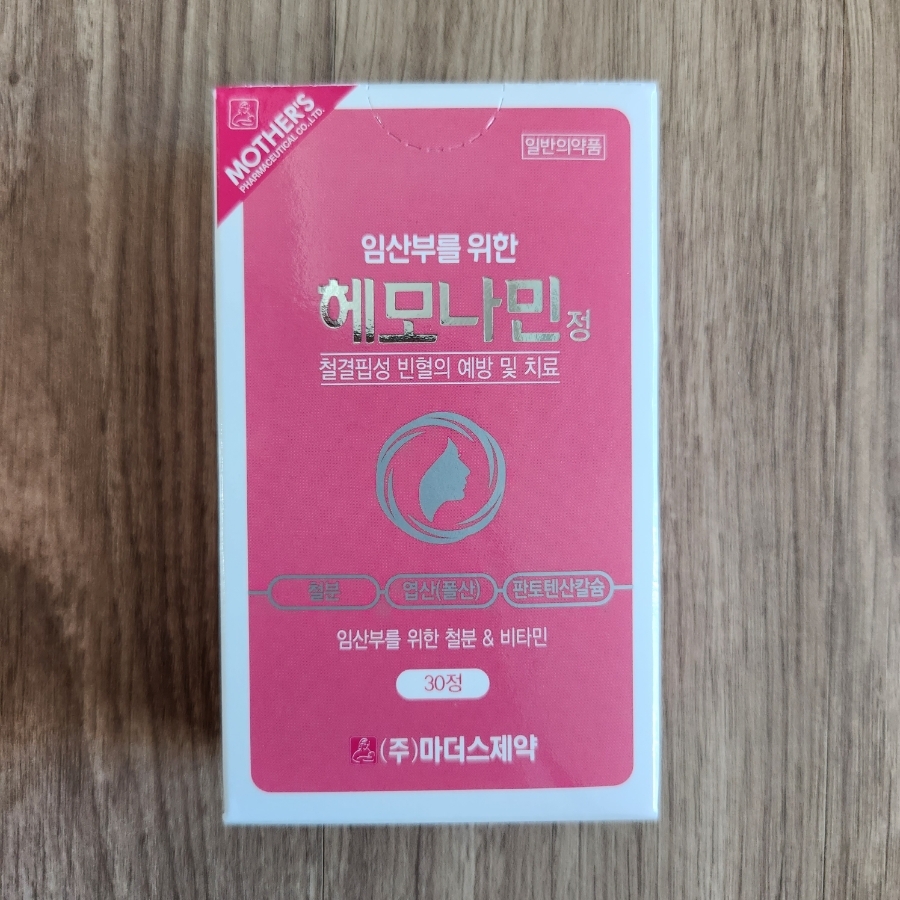 MOTHER'S
PHARMACEUTICAL CO.,LTD.
일반의약품
임산부를 위한
헤모나민정
철결핍성 빈혈의 예방 및 치료
철분 엽산(폴산) 판토텐산칼슘
임산부를 위한 철분 & 비타민
30정
(주)마더스제약